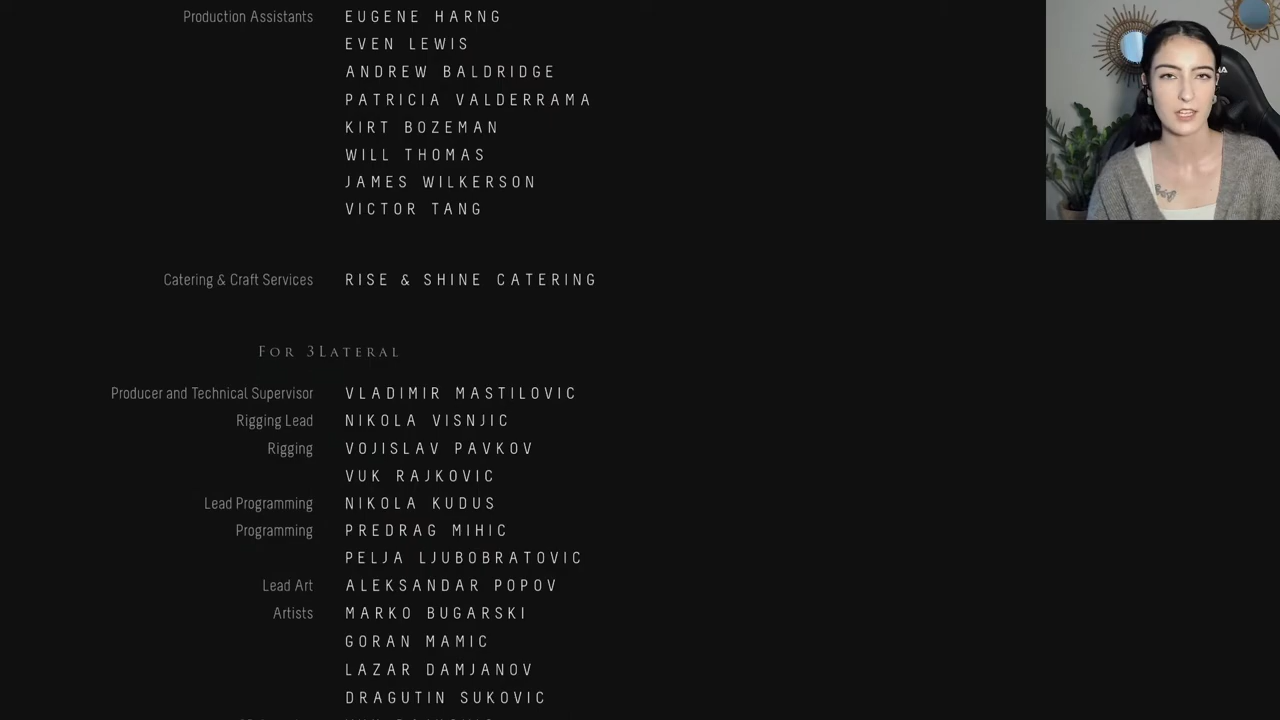 Production Assistants EUGENE HARNG
EVEN LEWIS
ANDREW BALDRIDGE
PATRICIA VALDERRAMA
KIRT BOZEMAN
WILL THOMAS
JAMES WILKERSON
VICTOR TANG
Catering & Craft Services RISE & SHINE CATERING
FOR 3LATERAL
Producer and Technical Supervisor VLADIMIR MASTILOVIC
Rigging Lead NIKOLA VISNJIC
Rigging VOJISLAV PAVKOV
VUK RAJKOVIC
Lead Programming NIKOLA KUDUS
Programming PREDRAG MIHIC
PELJA LJUBOBRATOVIC
Lead Art ALEKSANDAR POPOV
Artists MARKO BUGARSKI
GORAN MAMIC
LAZAR DAMJANOV
DRAGUTIN SUKOVIC